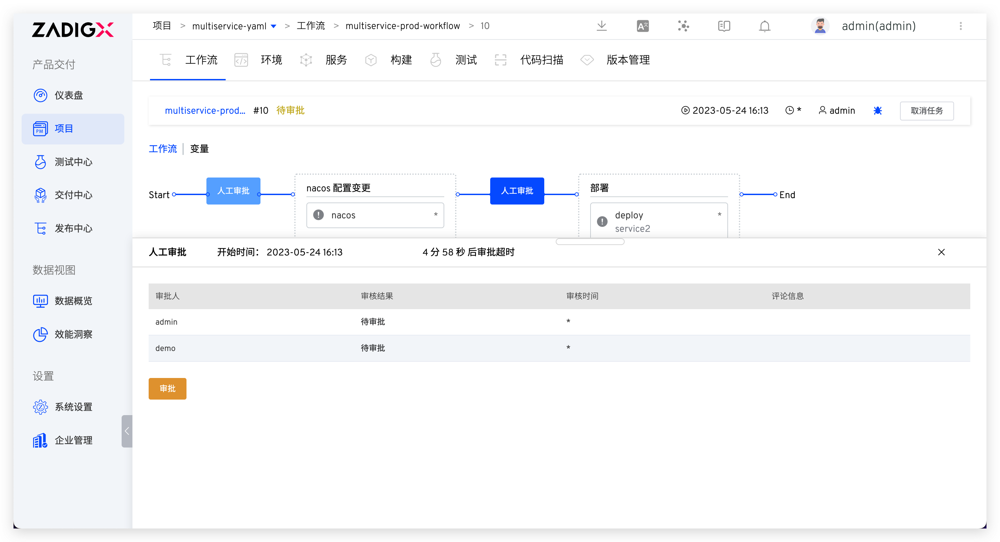 ZADIGX
产品交付
仪表盘
PM
项目
测试中心
交付中心
发布中心
数据视图
数据概览
效能洞察
设置
系统设置
企业管理
项目 > multiservice-yaml > 工作流 > multiservice-prod-workflow > 10
admin(admin)
工作流 环境 服务 构建 测试 代码扫描 版本管理
multiservice-prod... #10 待审批 2023-05-24 16:13 * admin 取消任务
工作流 变量
Start 人工审批 nacos 配置变更 人工审批 部署 End
nacos * deploy *
service2
人工审批 开始时间： 2023-05-24 16:13 4 分 58 秒 后审批超时
审批人 审核结果 审核时间 评论信息
admin 待审批 *
demo 待审批 *
审批